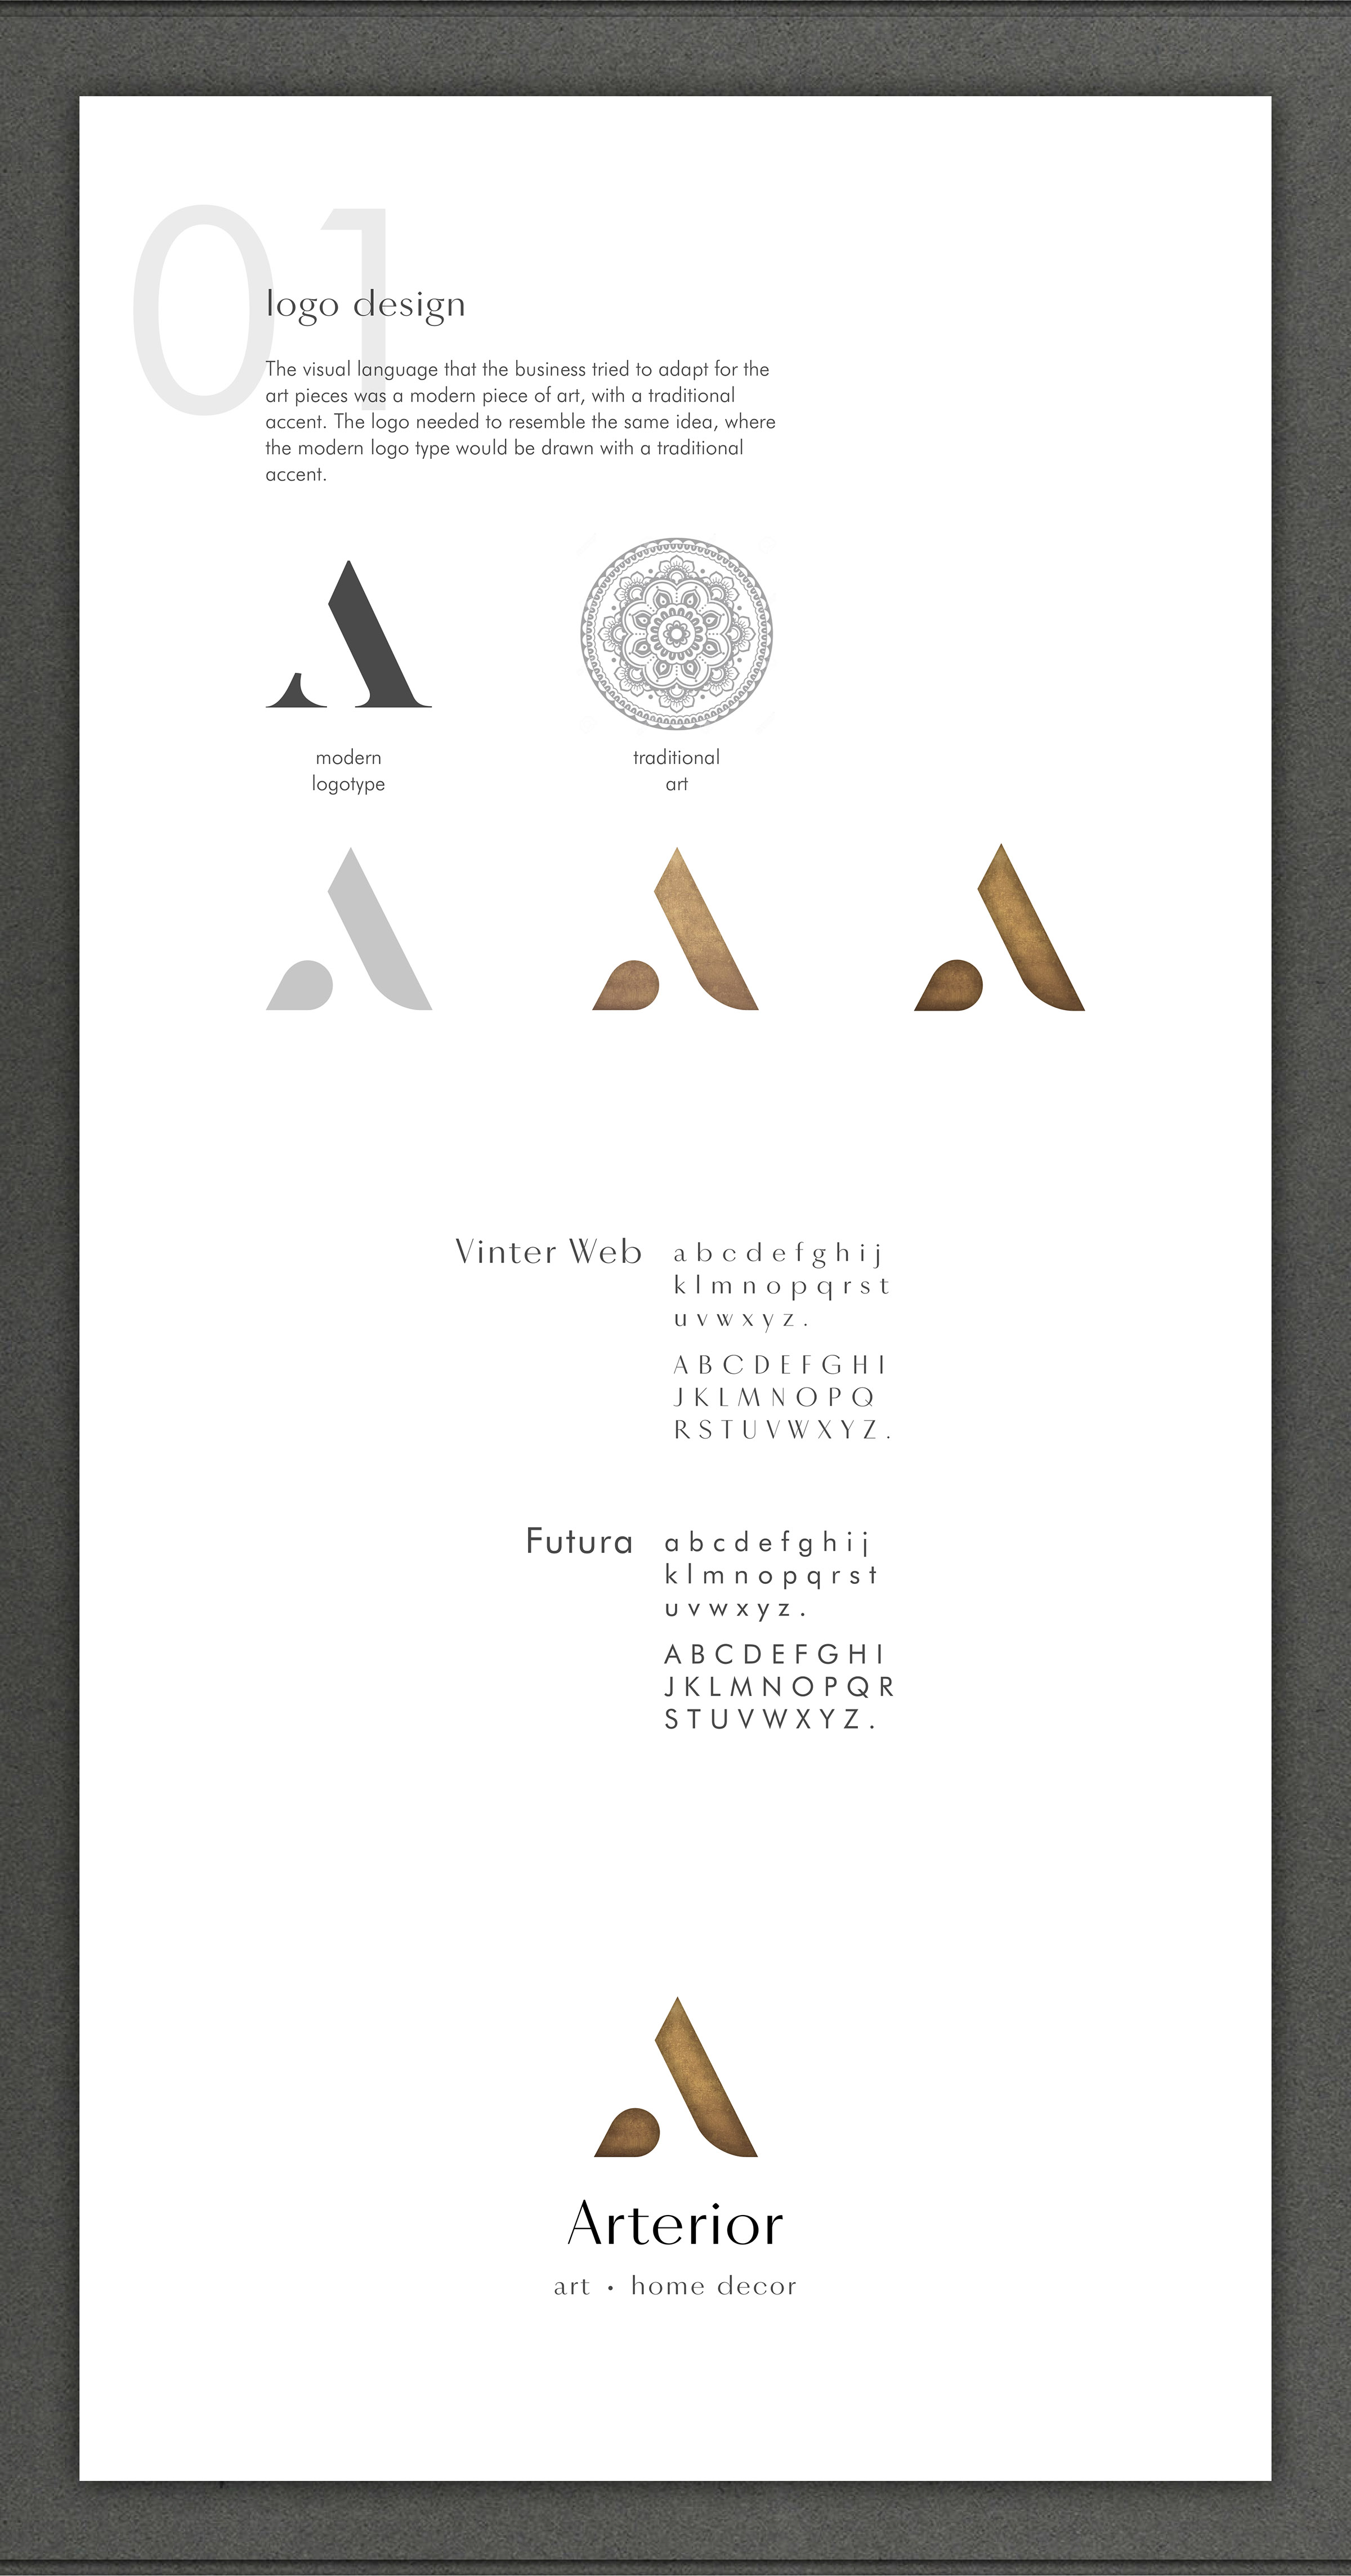 01
logo design
The visual language that the business tried to adapt for the
art pieces was a modern piece of art, with a traditional
accent. The logo needed to resemble the same idea, where
the modern logo type would be drawn with a traditional
accent.
modern
logotype
traditional
art
Vinter Web
a b c d e f g h i j
k l m n o p q r s t
u v w x y z .
A B C D E F G H I
J K L M N O P Q
R S T U V W X Y Z .
Futura
a b c d e f g h i j
k l m n o p q r s t
u v w x y z .
A B C D E F G H I
J K L M N O P Q R
S T U V W X Y Z .
Arterior
art • home decor